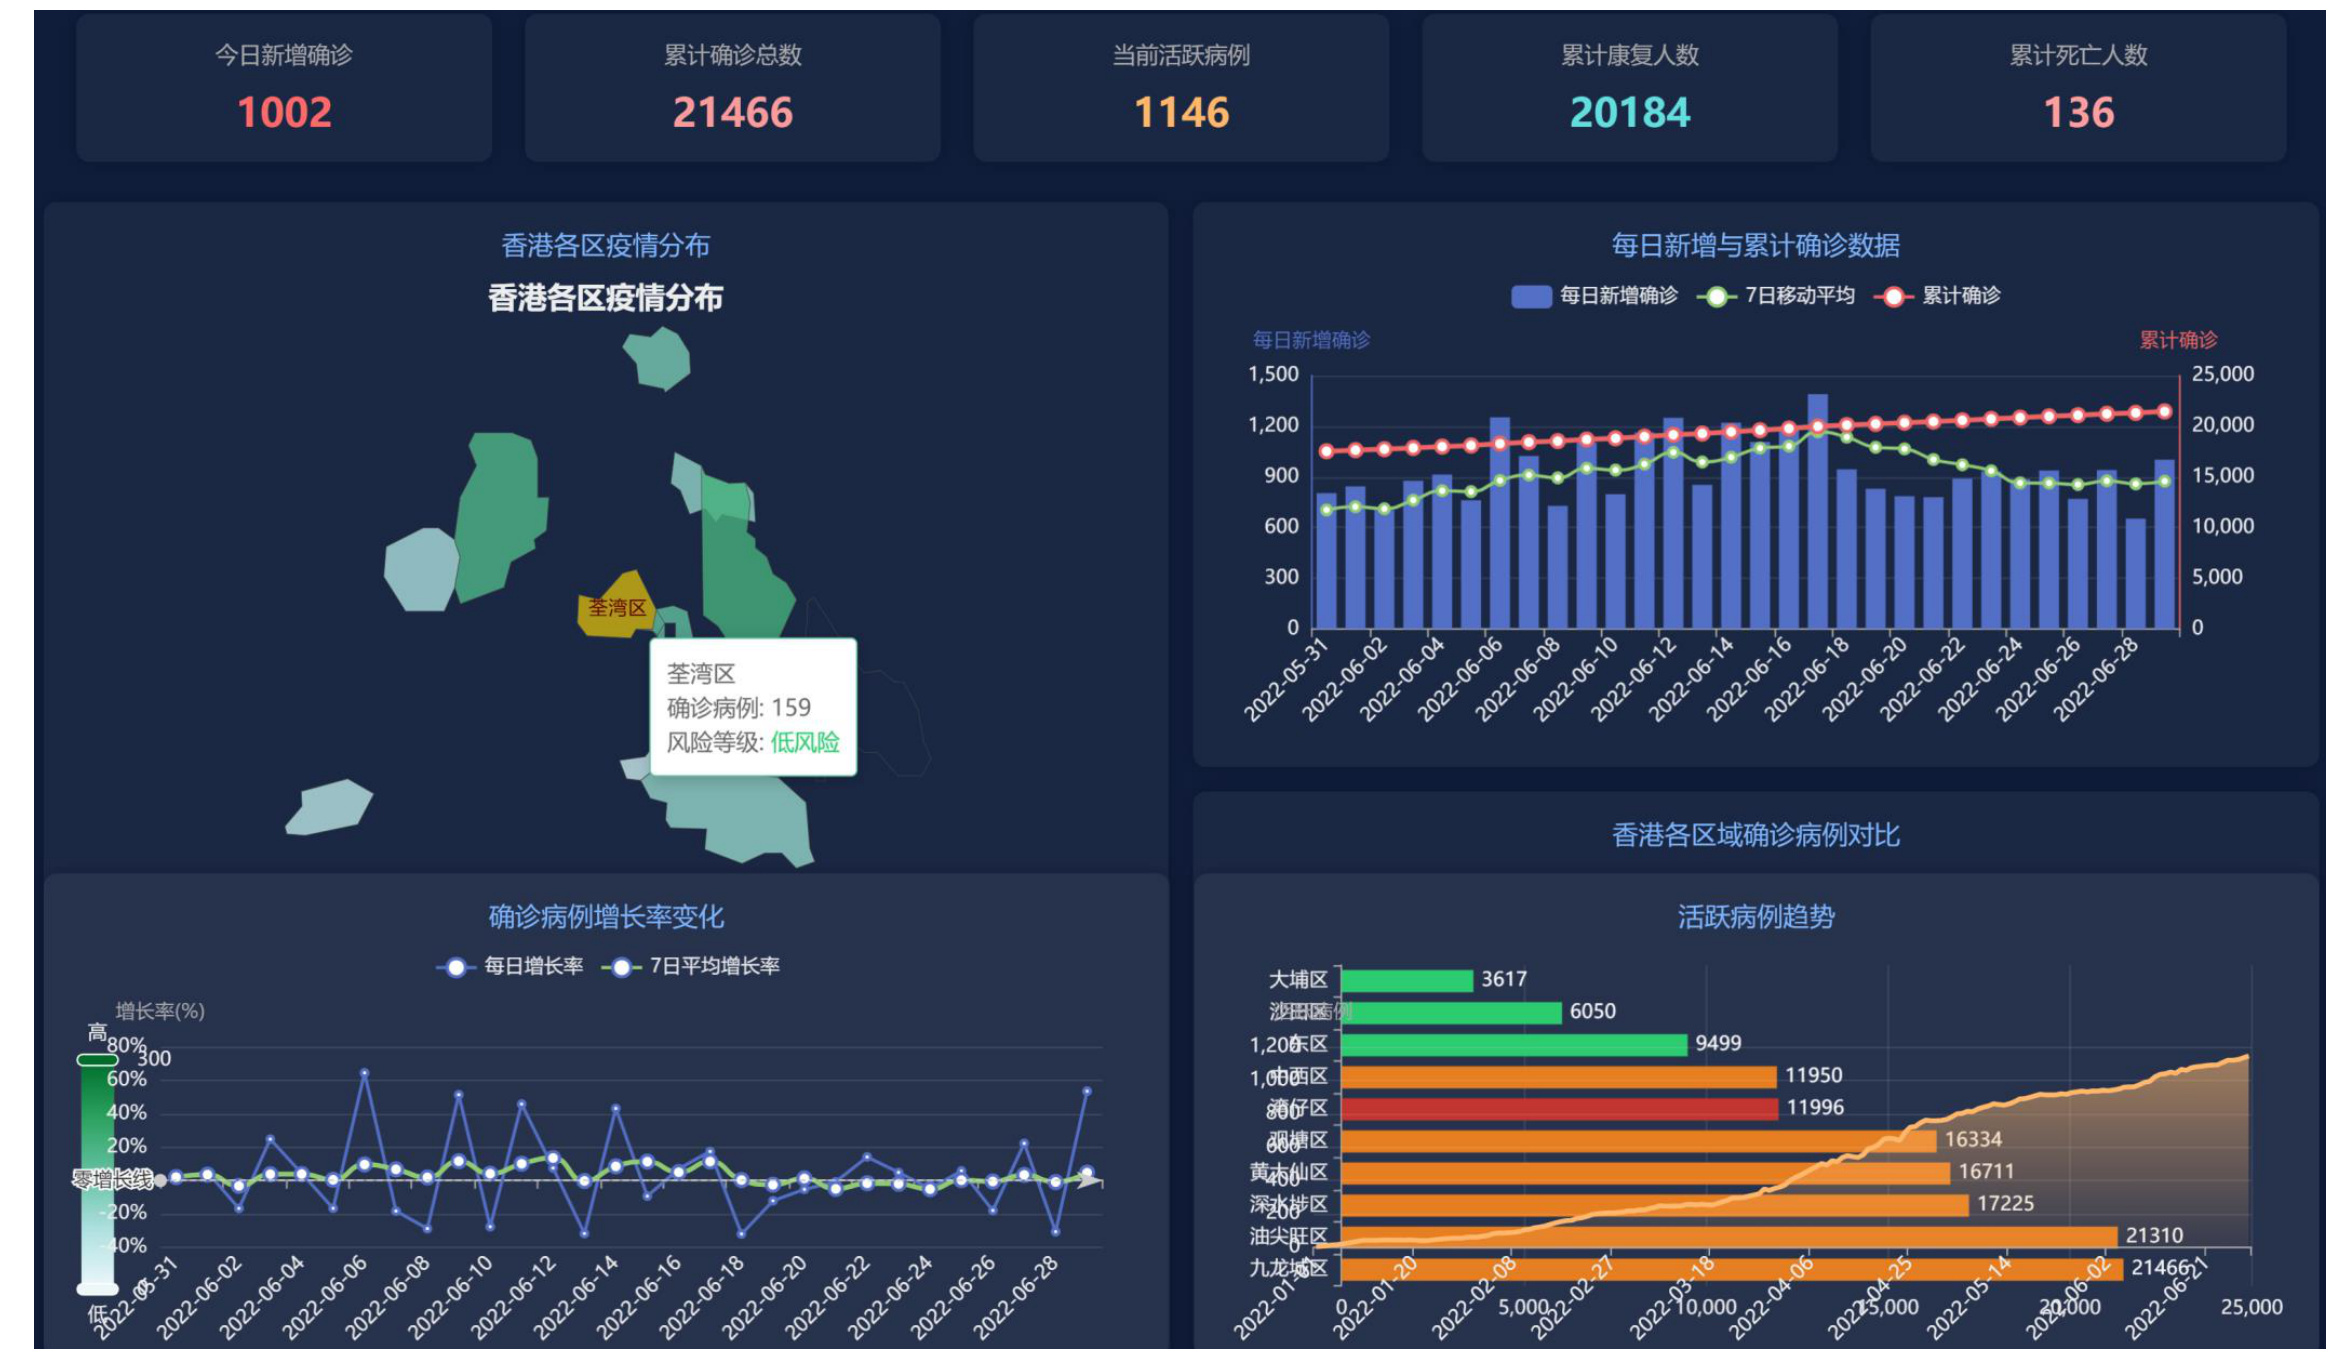 今日新增确诊
1002
累计确诊总数
21466
当前活跃病例
1146
累计康复人数
20184
累计死亡人数
136
香港各区疫情分布
香港各区疫情分布
荃湾区
荃湾区
确诊病例: 159
风险等级: 低风险
每日新增与累计确诊数据
每日新增确诊 7日移动平均 累计确诊
每日新增确诊
累计确诊
1,500
1,200
900
600
300
0
25,000
20,000
15,000
10,000
5,000
0
2022-05-31
2022-06-02
2022-06-04
2022-06-06
2022-06-08
2022-06-10
2022-06-12
2022-06-14
2022-06-16
2022-06-18
2022-06-20
2022-06-22
2022-06-24
2022-06-26
2022-06-28
确诊病例增长率变化
每日增长率 7日平均增长率
增长率(%)
高
300
80%
60%
40%
20%
零增长线
-20%
-40%
低
2022-05-31
2022-06-02
2022-06-04
2022-06-06
2022-06-08
2022-06-10
2022-06-12
2022-06-14
2022-06-16
2022-06-18
2022-06-20
2022-06-22
2022-06-24
2022-06-26
2022-06-28
香港各区域确诊病例对比
活跃病例趋势
大埔区 3617
沙田区 6050
东区 9499
中西区 11950
湾仔区 11996
观塘区 16334
黄大仙区 16711
深水埗区 17225
油尖旺区 21310
九龙城区 21466
1,200
1,000
800
600
400
200
0
0
5,000
10,000
15,000
20,000
25,000
2022-01-20
2022-02-08
2022-02-27
2022-03-18
2022-04-06
2022-04-25
2022-05-14
2022-06-02
2022-06-21